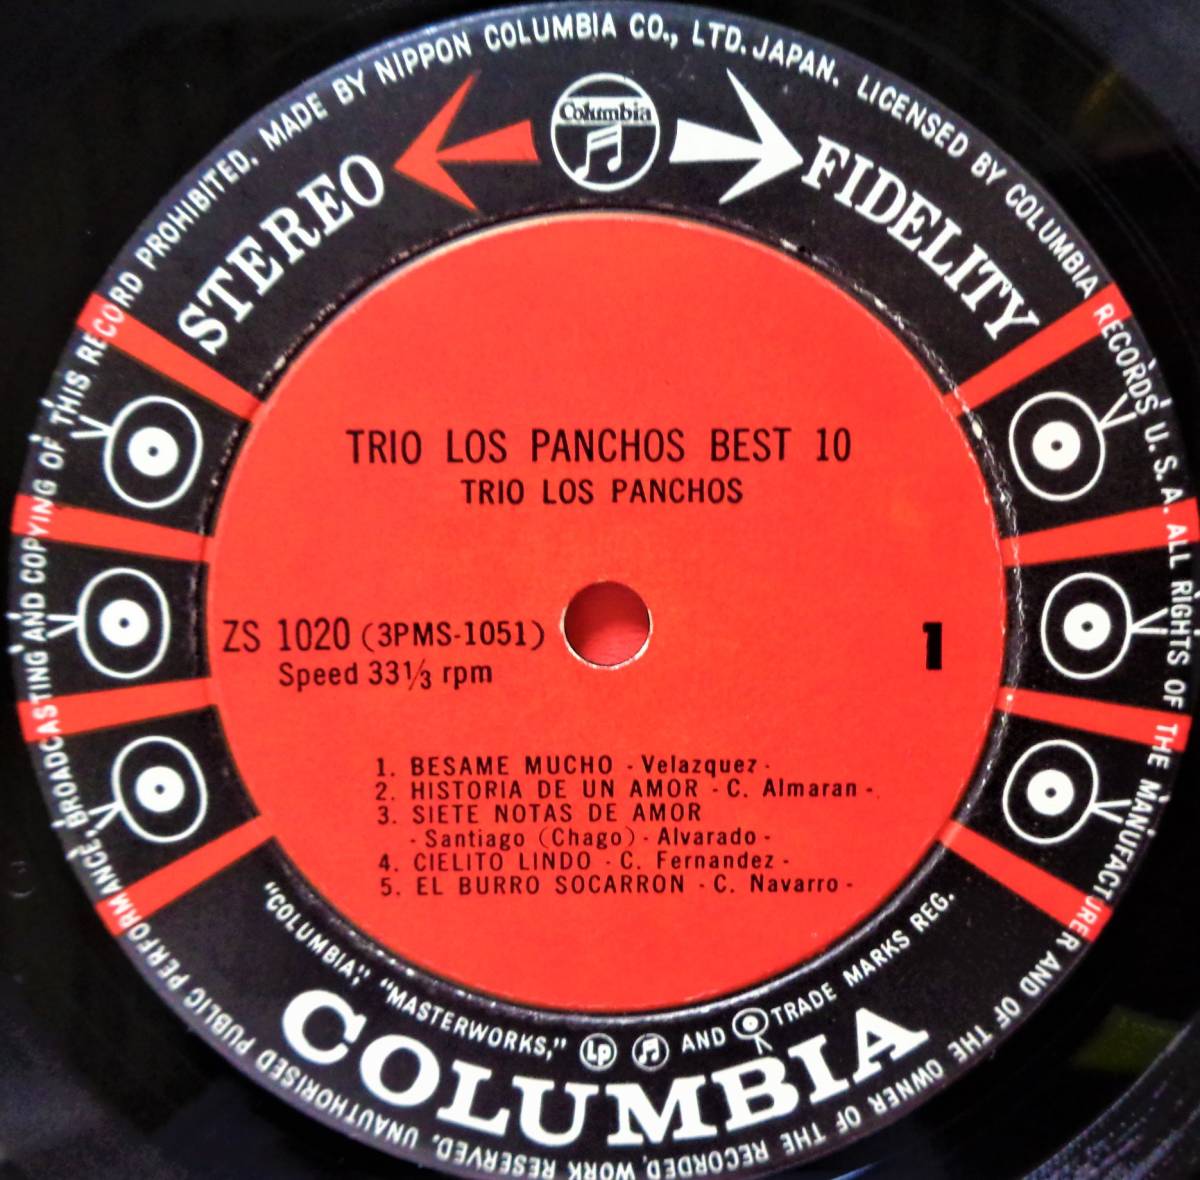 MADE BY NIPPON COLUMBIA CO., LTD. JAPAN. LICENSED BY COLUMBIA RECORDS U.S.A. ALL RIGHTS OF THE MANUFACTURER AND OF THE OWNER OF THE RECORDED WORK RESERVED. UNAUTHORISED PUBLIC PERFORMANCE, BROADCASTING AND COPYING OF THIS RECORD PROHIBITED.
Columbia
STEREO FIDELITY
TRIO LOS PANCHOS BEST 10
TRIO LOS PANCHOS
ZS 1020 (3PMS-1051)
Speed 33⅓ rpm
1
1. BESAME MUCHO - Velazquez -
2. HISTORIA DE UN AMOR - C. Almaran -
3. SIETE NOTAS DE AMOR
- Santiago (Chago) - Alvarado -
4. CIELITO LINDO - C. Fernandez -
5. EL BURRO SOCARRON - C. Navarro -
"COLUMBIA", "MASTERWORKS," Lp AND TRADE MARKS REG.
COLUMBIA